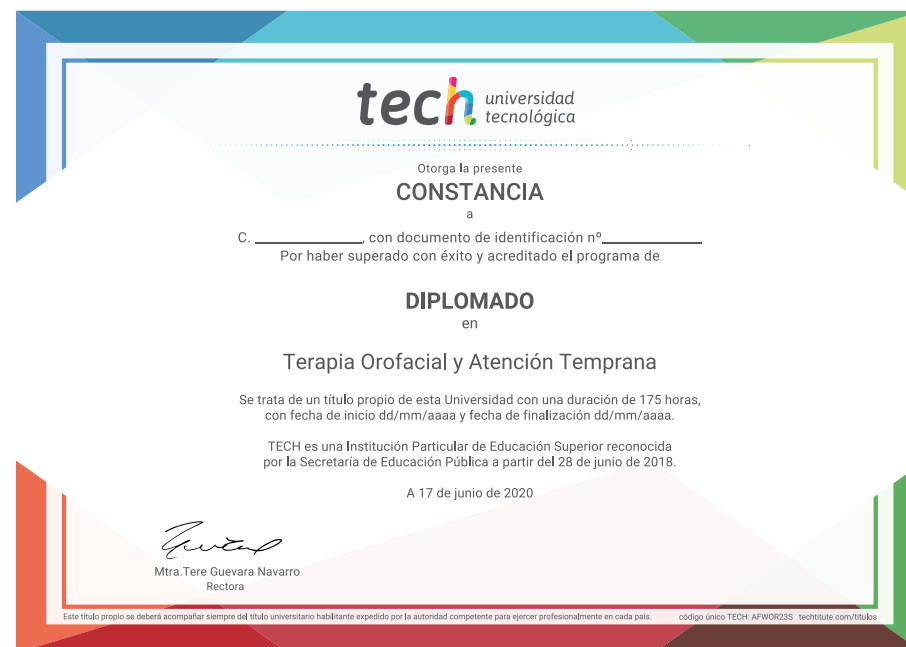 tech universidad
tecnológica
Otorga la presente
CONSTANCIA
a
C. ____________, con documento de identificación nº____________
Por haber superado con éxito y acreditado el programa de
DIPLOMADO
en
Terapia Orofacial y Atención Temprana
Se trata de un título propio de esta Universidad con una duración de 175 horas,
con fecha de inicio dd/mm/aaaa y fecha de finalización dd/mm/aaaa.
TECH es una Institución Particular de Educación Superior reconocida
por la Secretaría de Educación Pública a partir del 28 de junio de 2018.
A 17 de junio de 2020
Mtra.Tere Guevara Navarro
Rectora
Este título propio se deberá acompañar siempre del título universitario habilitante expedido por la autoridad competente para ejercer profesionalmente en cada país. código único TECH: AFWOR23S techtitute.com/titulos